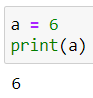 a = 6
print(a)
6